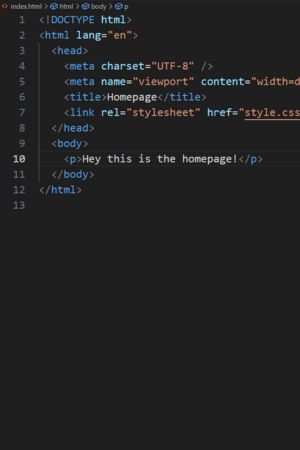 index.html > html > body > p
1 <!DOCTYPE html>
2 <html lang="en">
3 <head>
4 <meta charset="UTF-8" />
5 <meta name="viewport" content="width=d
6 <title>Homepage</title>
7 <link rel="stylesheet" href="style.css
8 </head>
9 <body>
10 <p>Hey this is the homepage!</p>
11 </body>
12 </html>
13